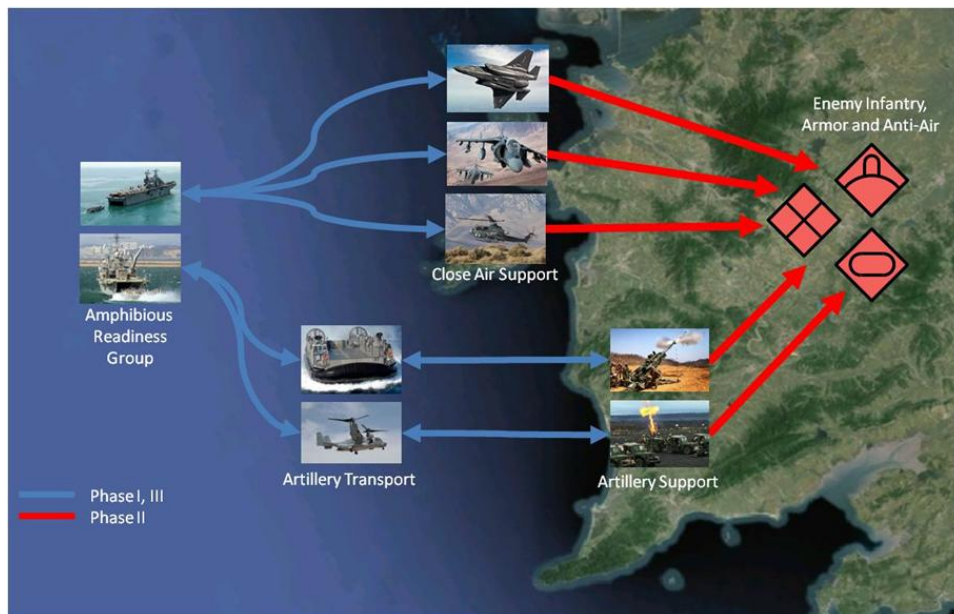 Enemy Infantry,
Armor and Anti-Air
Close Air Support
Amphibious
Readiness
Group
Artillery Transport
Artillery Support
Phase I, III
Phase II